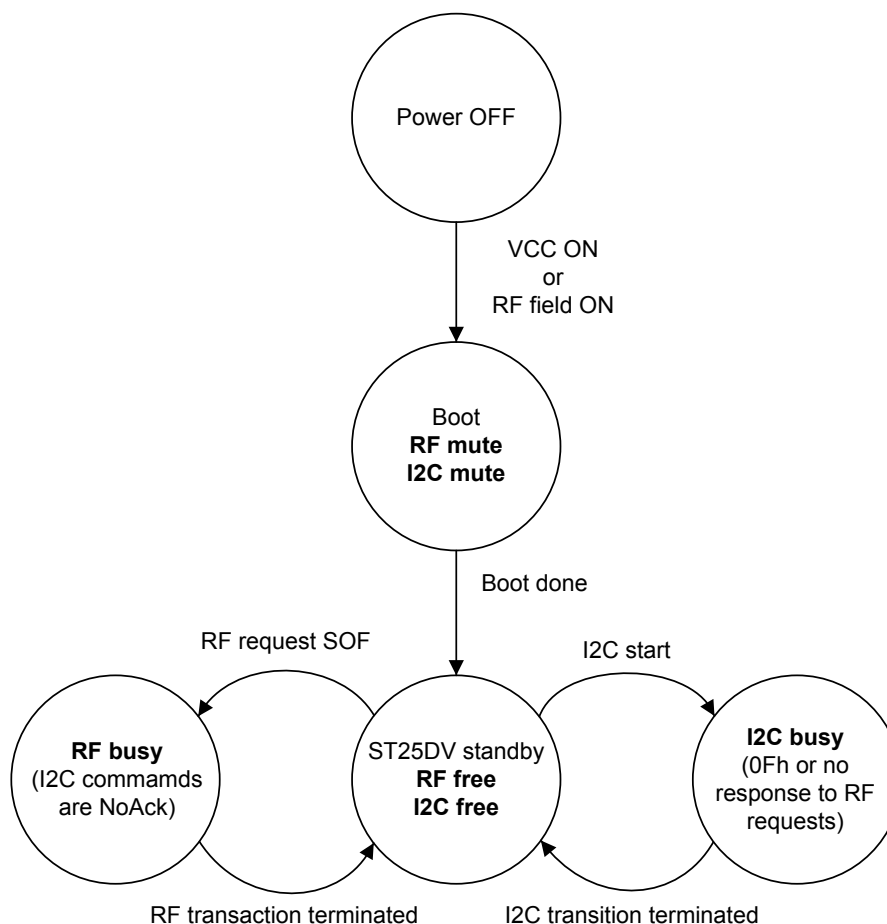 Power OFF
VCC ON
or
RF field ON
Boot
RF mute
I2C mute
Boot done
RF request SOF
I2C start
RF busy
(I2C commamds
are NoAck)
ST25DV standby
RF free
I2C free
I2C busy
(0Fh or no
response to RF
requests)
RF transaction terminated
I2C transition terminated